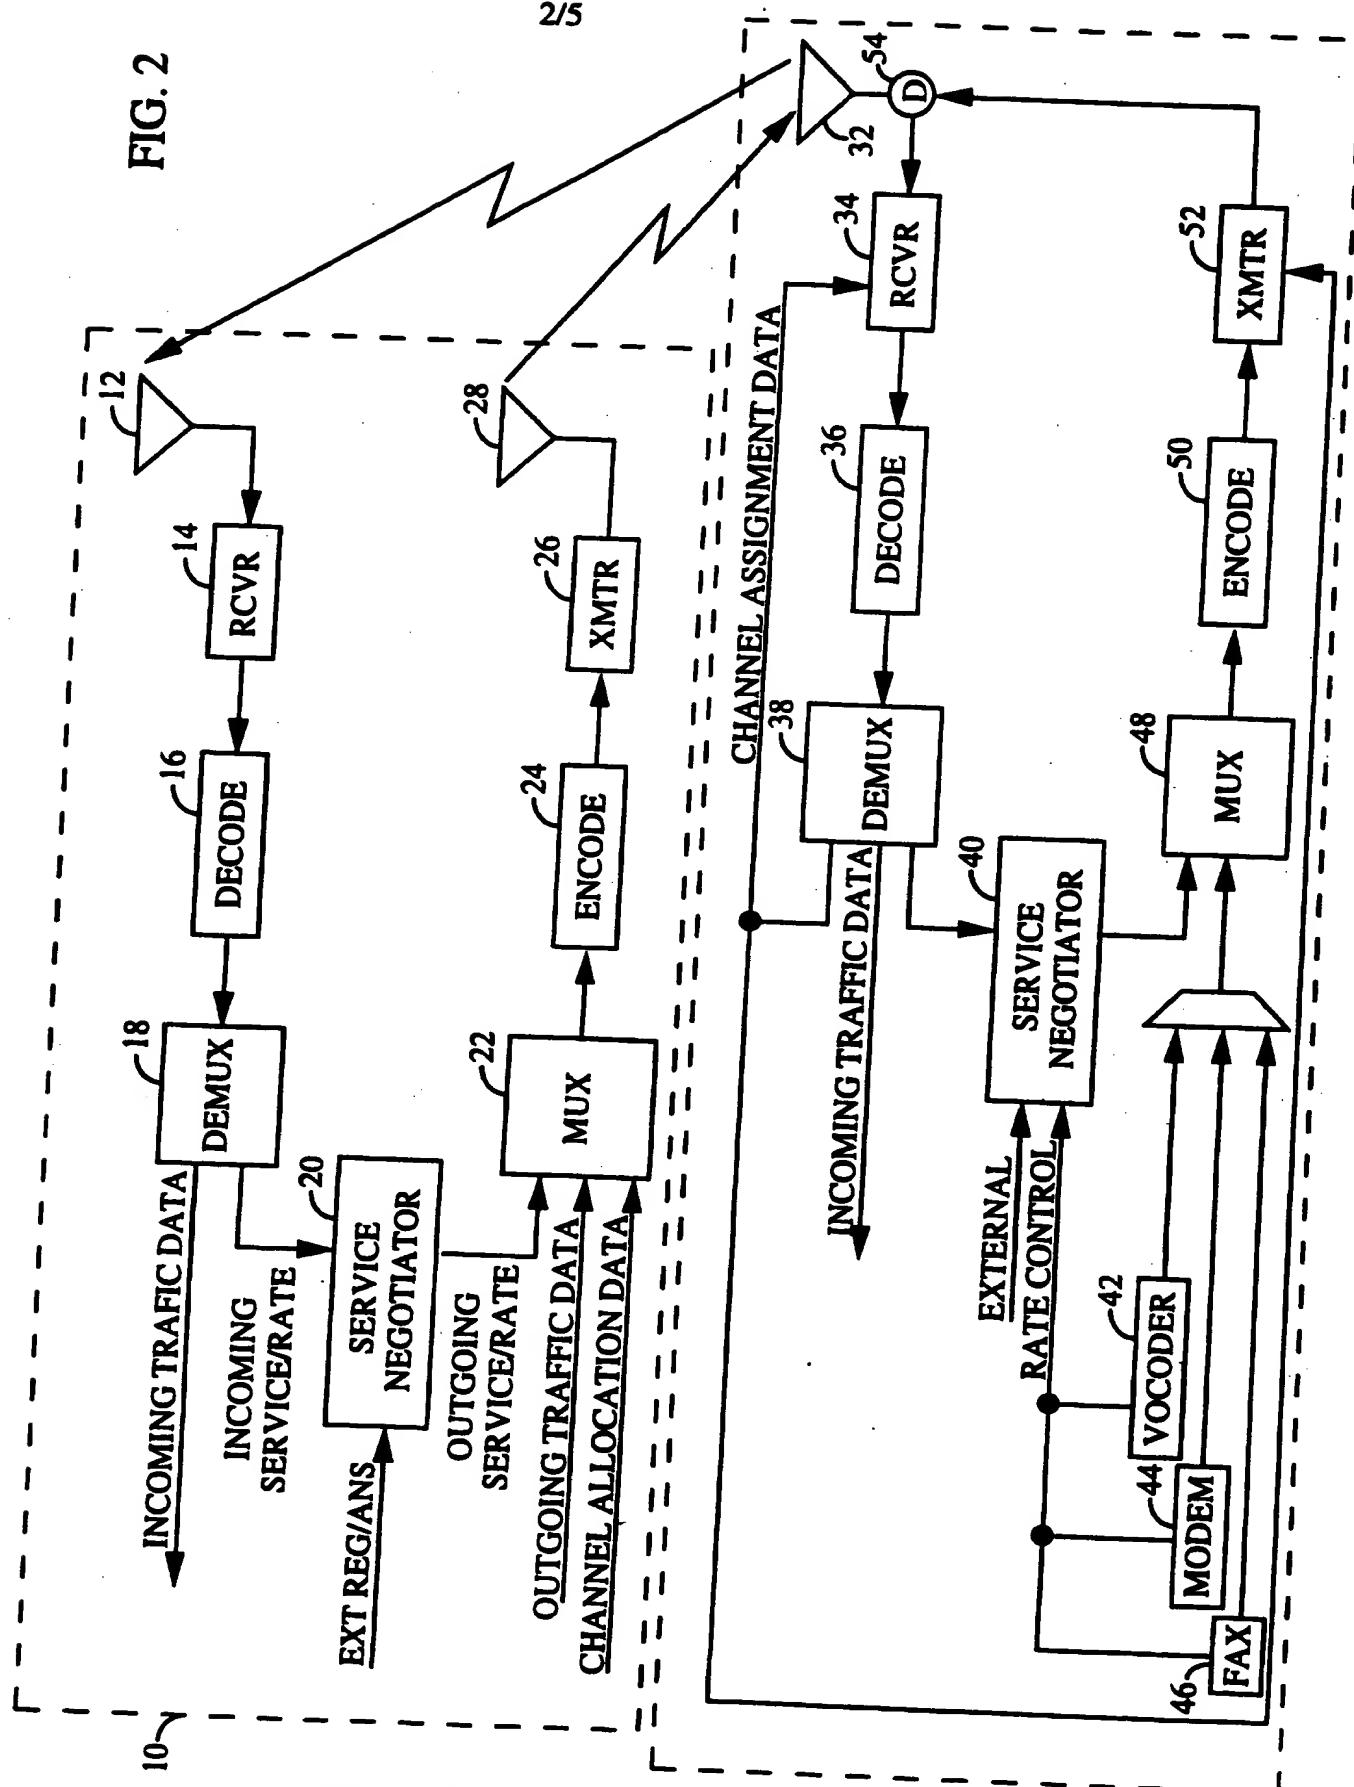 2/5
FIG. 2
12
14
RCVR
16
DECODE
18
DEMUX
INCOMING TRAFIC DATA
INCOMING
SERVICE/RATE
20
SERVICE
NEGOTIATOR
EXT REG/ANS
OUTGOING
SERVICE/RATE
OUTGOING TRAFFIC DATA
CHANNEL ALLOCATION DATA
22
MUX
24
ENCODE
26
XMTR
28
10
32
54
D
34
RCVR
CHANNEL ASSIGNMENT DATA
36
DECODE
38
DEMUX
INCOMING TRAFFIC DATA
40
SERVICE
NEGOTIATOR
EXTERNAL
RATE CONTROL
42
VOCODER
44
MODEM
46
FAX
48
MUX
50
ENCODE
52
XMTR